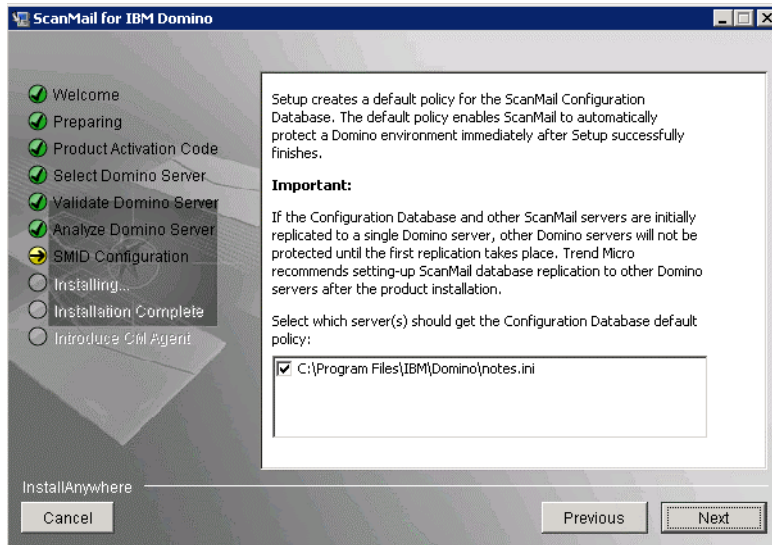 ScanMail for IBM Domino
Welcome
Preparing
Product Activation Code
Select Domino Server
Validate Domino Server
Analyze Domino Server
SMID Configuration
Installing...
Installation Complete
Introduce CM Agent
Setup creates a default policy for the ScanMail Configuration
Database. The default policy enables ScanMail to automatically
protect a Domino environment immediately after Setup successfully
finishes.
Important:
If the Configuration Database and other ScanMail servers are initially
replicated to a single Domino server, other Domino servers will not be
protected until the first replication takes place. Trend Micro
recommends setting-up ScanMail database replication to other Domino
servers after the product installation.
Select which server(s) should get the Configuration Database default
policy:
C:\Program Files\IBM\Domino\notes.ini
InstallAnywhere
Cancel
Previous
Next